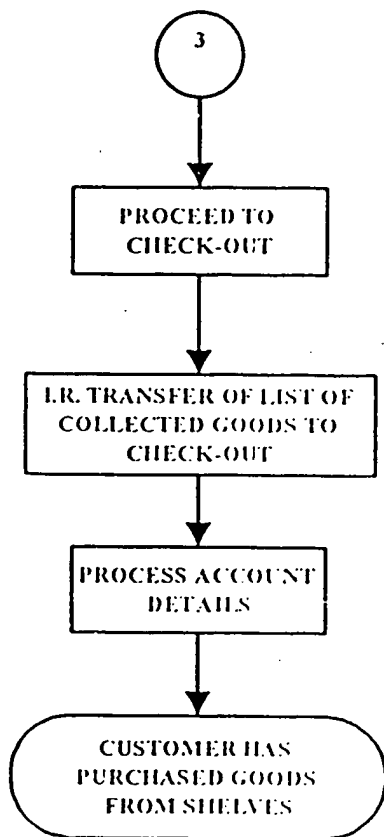 3
PROCEED TO
CHECK-OUT
I.R. TRANSFER OF LIST OF
COLLECTED GOODS TO
CHECK-OUT
PROCESS ACCOUNT
DETAILS
CUSTOMER HAS
PURCHASED GOODS
FROM SHELVES